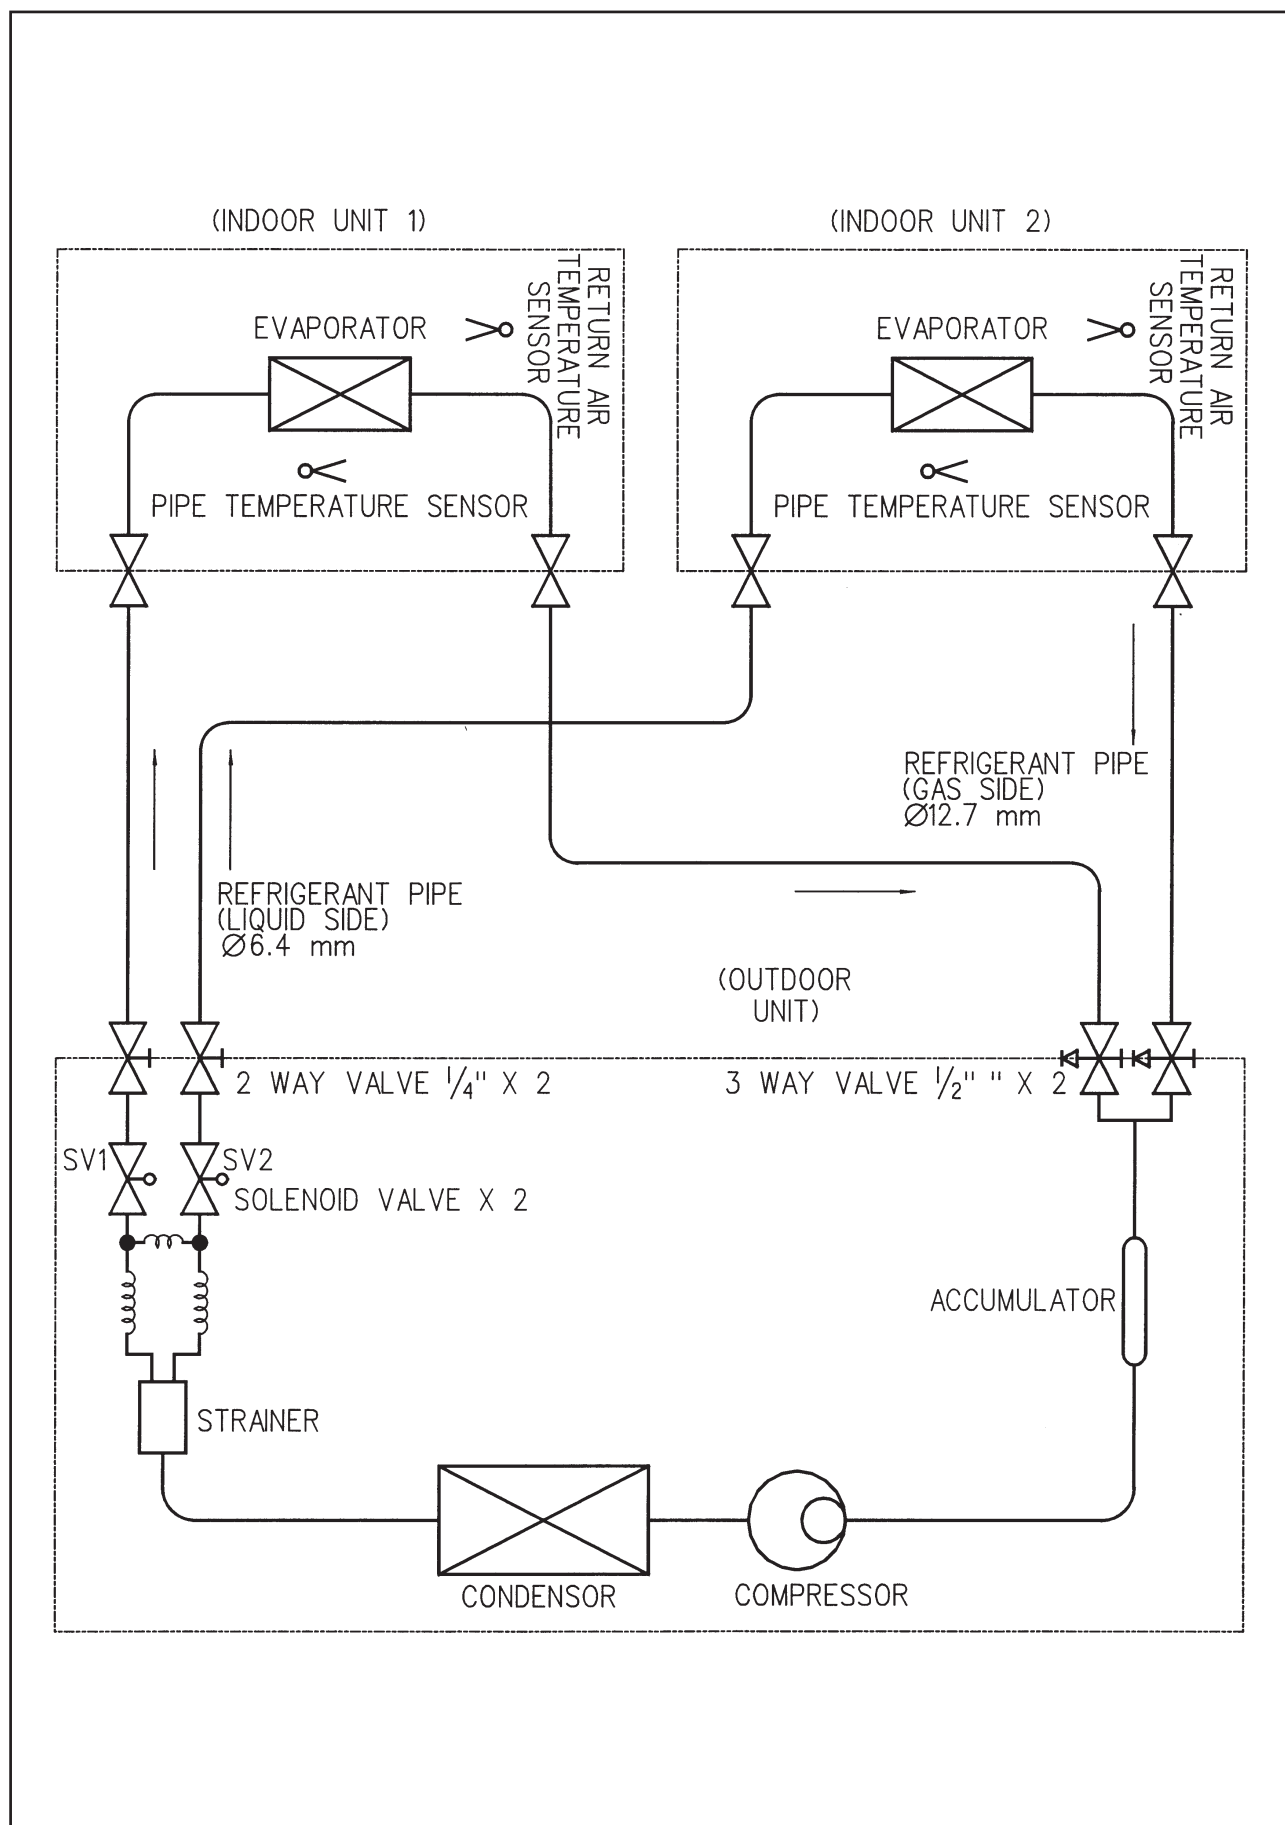 (INDOOR UNIT 1)
(INDOOR UNIT 2)
EVAPORATOR
RETURN AIR
TEMPERATURE
SENSOR
PIPE TEMPERATURE SENSOR
EVAPORATOR
RETURN AIR
TEMPERATURE
SENSOR
PIPE TEMPERATURE SENSOR
REFRIGERANT PIPE
(GAS SIDE)
Ø12.7 mm
REFRIGERANT PIPE
(LIQUID SIDE)
Ø6.4 mm
(OUTDOOR
UNIT)
2 WAY VALVE 1/4" X 2
3 WAY VALVE 1/2" " X 2
SV1
SV2
SOLENOID VALVE X 2
ACCUMULATOR
STRAINER
CONDENSOR
COMPRESSOR